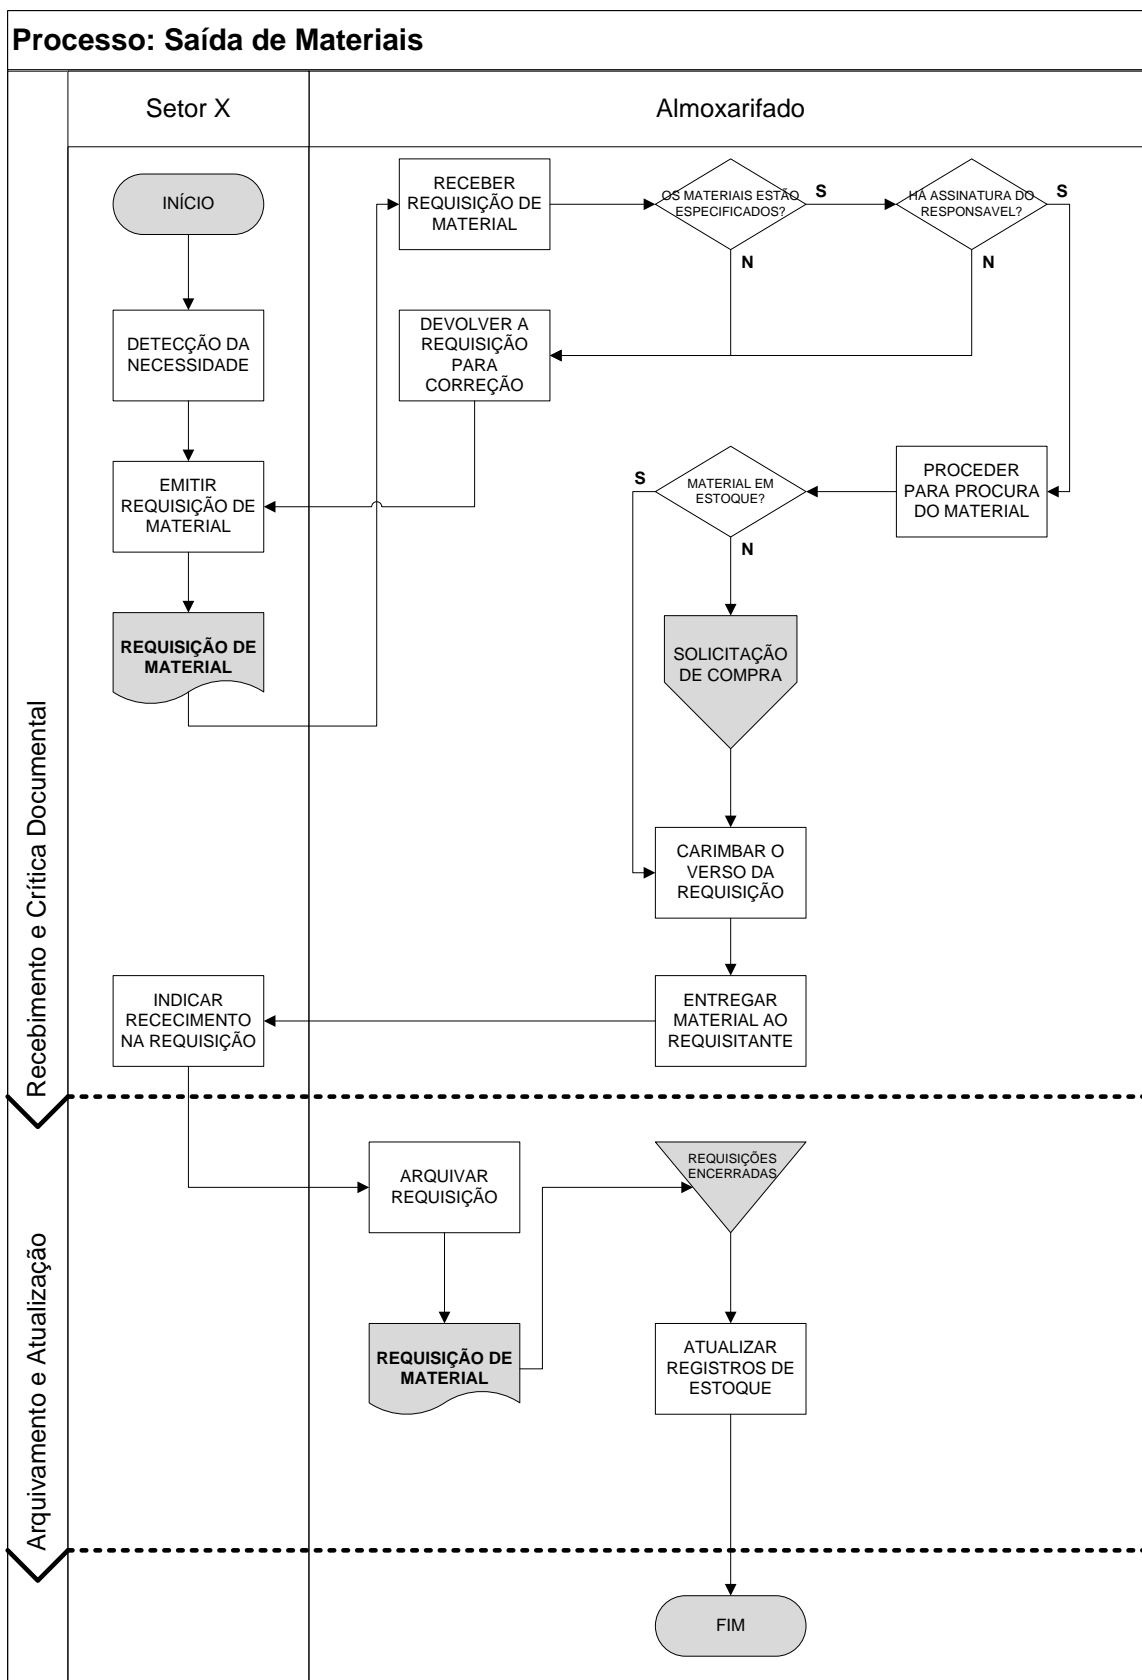 Processo: Saída de Materiais
Setor X
Almoxarifado
Recebimento e Crítica Documental
INÍCIO
DETECÇÃO DA
NECESSIDADE
EMITIR
REQUISIÇÃO DE
MATERIAL
REQUISIÇÃO DE
MATERIAL
RECEBER
REQUISIÇÃO DE
MATERIAL
OS MATERIAIS ESTÃO
ESPECIFICADOS?
S
N
HÁ ASSINATURA DO
RESPONSAVEL?
S
N
DEVOLVER A
REQUISIÇÃO
PARA
CORREÇÃO
PROCEDER
PARA PROCURA
DO MATERIAL
MATERIAL EM
ESTOQUE?
S
N
SOLICITAÇÃO
DE COMPRA
CARIMBAR O
VERSO DA
REQUISIÇÃO
ENTREGAR
MATERIAL AO
REQUISITANTE
INDICAR
RECECIMENTO
NA REQUISIÇÃO
Arquivamento e Atualização
ARQUIVAR
REQUISIÇÃO
REQUISIÇÃO DE
MATERIAL
REQUISIÇÕES
ENCERRADAS
ATUALIZAR
REGISTROS DE
ESTOQUE
FIM